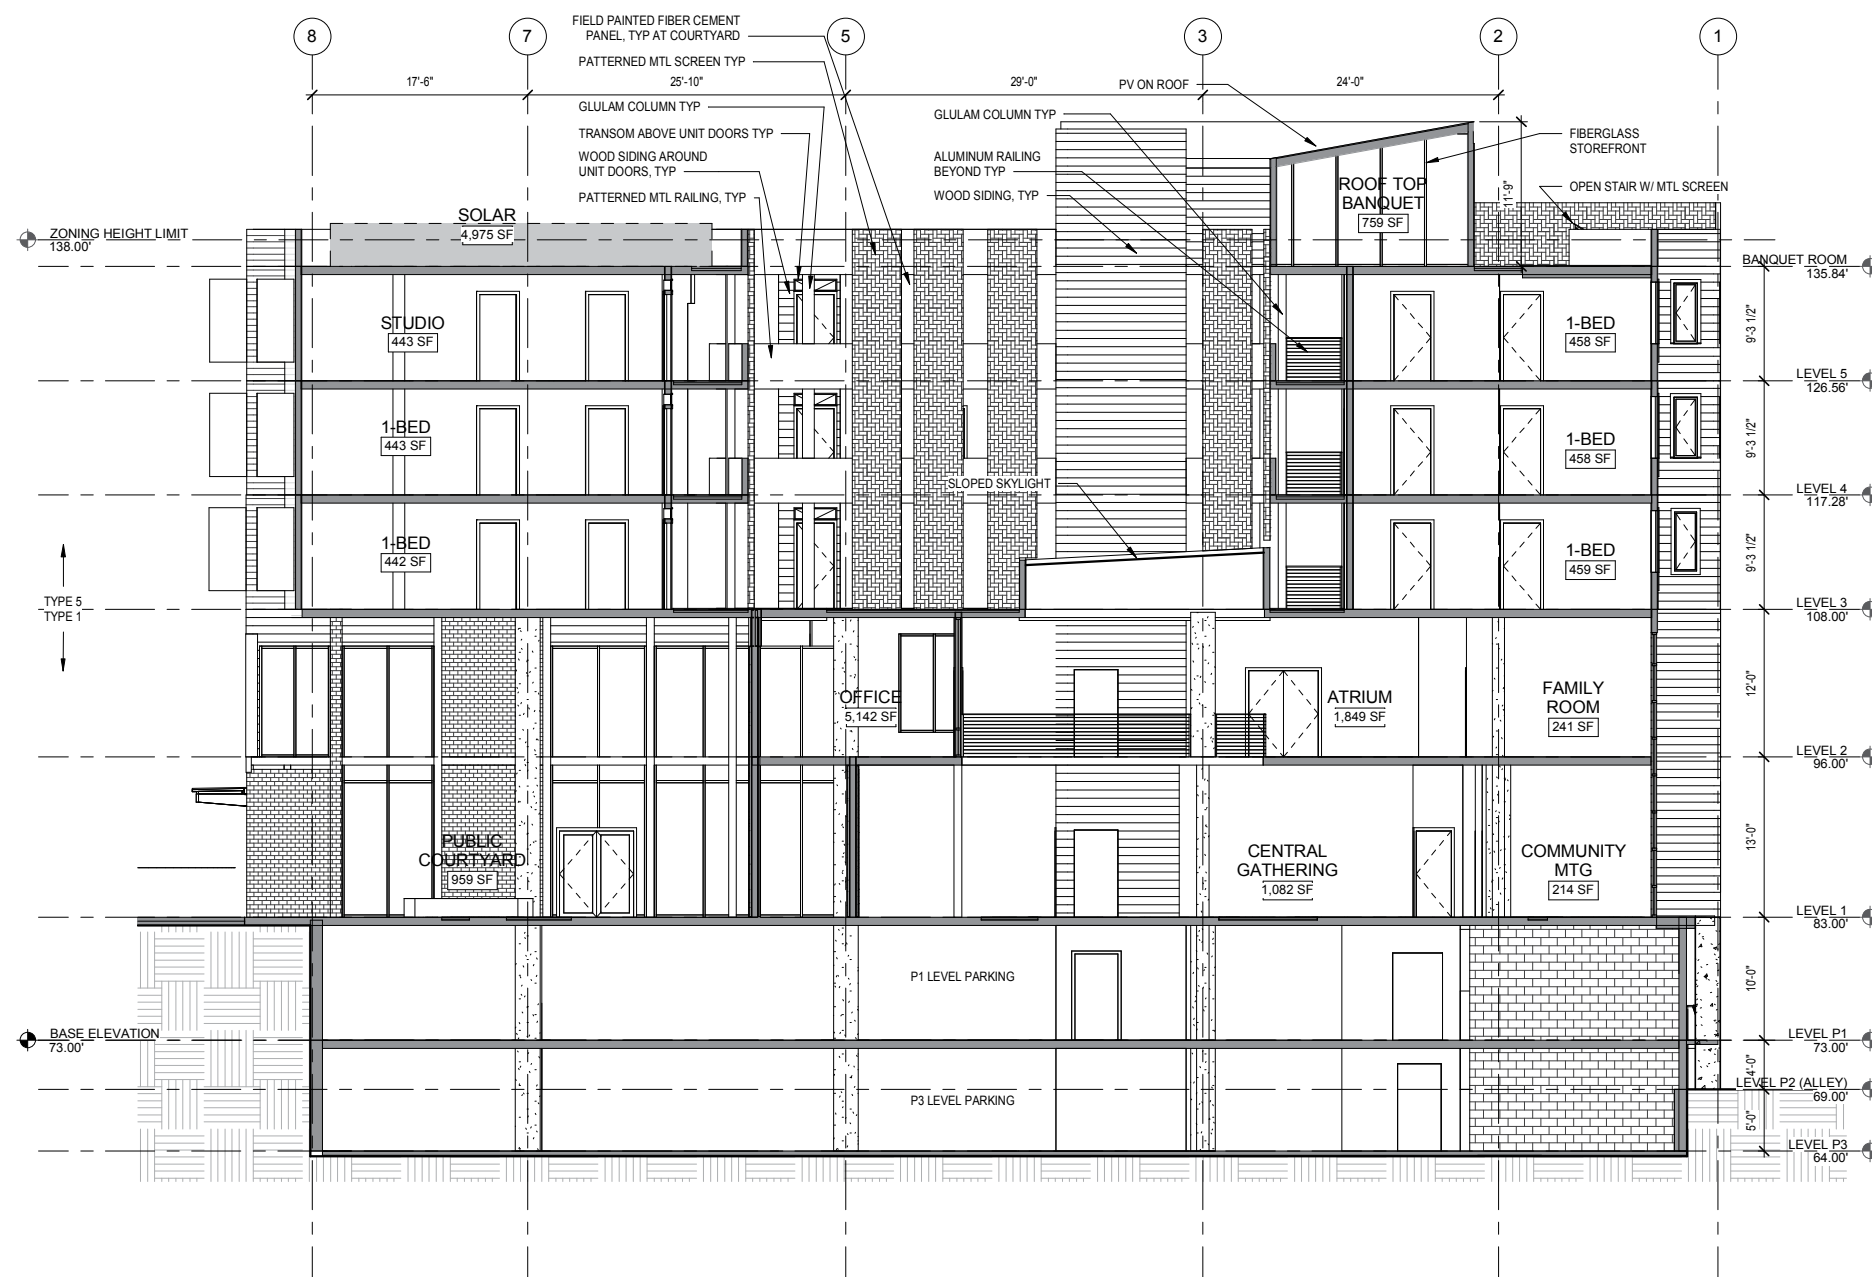 8
7
5
3
2
1
FIELD PAINTED FIBER CEMENT
PANEL, TYP AT COURTYARD
PATTERNED MTL SCREEN TYP
17'-6"
25'-10"
29'-0"
24'-0"
PV ON ROOF
GLULAM COLUMN TYP
TRANSOM ABOVE UNIT DOORS TYP
WOOD SIDING AROUND
UNIT DOORS, TYP
PATTERNED MTL RAILING, TYP
GLULAM COLUMN TYP
ALUMINUM RAILING
BEYOND TYP
WOOD SIDING, TYP
FIBERGLASS
STOREFRONT
OPEN STAIR W/ MTL SCREEN
11'-9"
ROOF TOP
BANQUET
759 SF
SOLAR
4,975 SF
ZONING HEIGHT LIMIT
138.00'
BANQUET ROOM
135.84'
STUDIO
443 SF
1-BED
458 SF
9'-3 1/2"
LEVEL 5
126.56'
1-BED
443 SF
1-BED
458 SF
9'-3 1/2"
SLOPED SKYLIGHT
LEVEL 4
117.28'
1-BED
442 SF
1-BED
459 SF
9'-3 1/2"
TYPE 5
TYPE 1
LEVEL 3
108.00'
OFFICE
5,142 SF
ATRIUM
1,849 SF
FAMILY
ROOM
241 SF
12'-0"
LEVEL 2
96.00'
PUBLIC
COURTYARD
959 SF
CENTRAL
GATHERING
1,082 SF
COMMUNITY
MTG
214 SF
13'-0"
LEVEL 1
83.00'
P1 LEVEL PARKING
10'-0"
BASE ELEVATION
73.00'
LEVEL P1
73.00'
4'-0"
LEVEL P2 (ALLEY)
69.00'
P3 LEVEL PARKING
5'-0"
LEVEL P3
64.00'